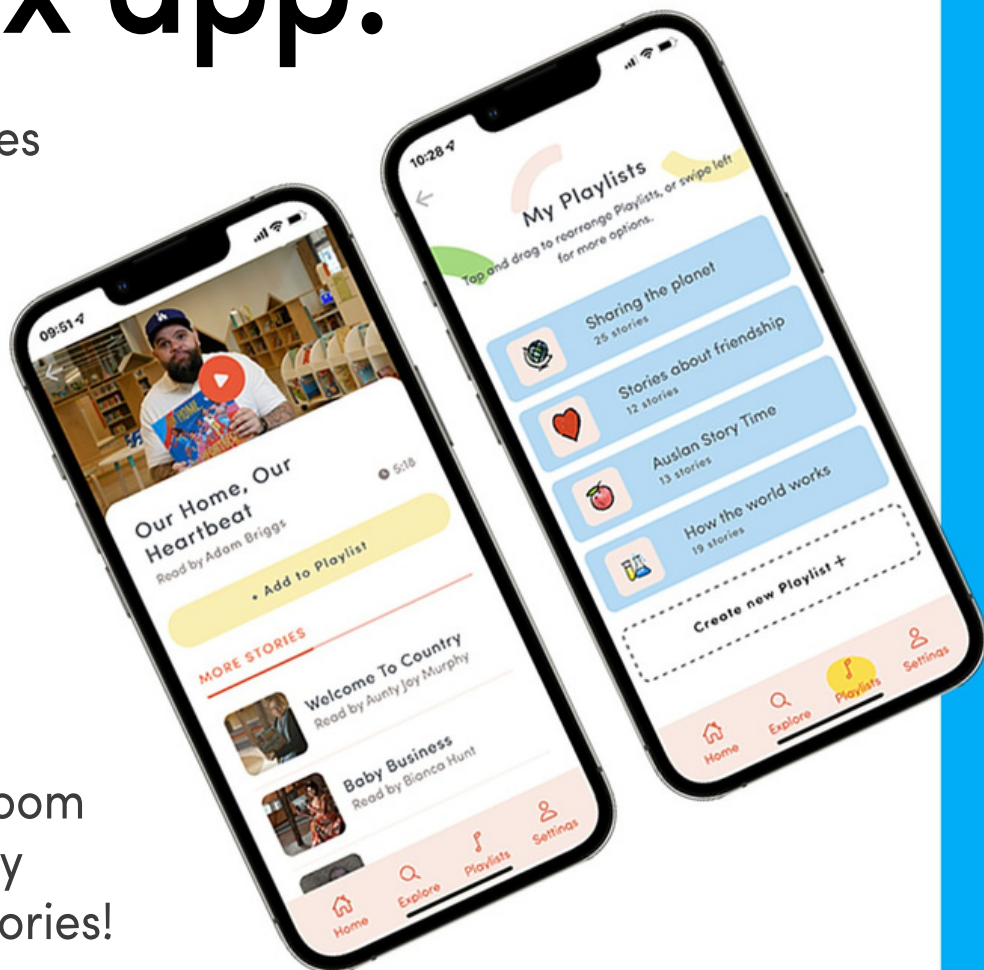 x app.
es
09:51
Our Home, Our
Heartbeat
5:18
Read by Adam Briggs
+ Add to Playlist
MORE STORIES
Welcome To Country
Read by Aunty Joy Murphy
Baby Business
Read by Bianca Hunt
Home
Explore
Playlists
Settings
10:28
My Playlists
Tap and drag to rearrange Playlists, or swipe left
for more options.
Sharing the planet
25 stories
Stories about friendship
12 stories
Auslan Story Time
13 stories
How the world works
19 stories
Create new Playlist +
Home
Explore
Playlists
Settings
oom
y
ories!